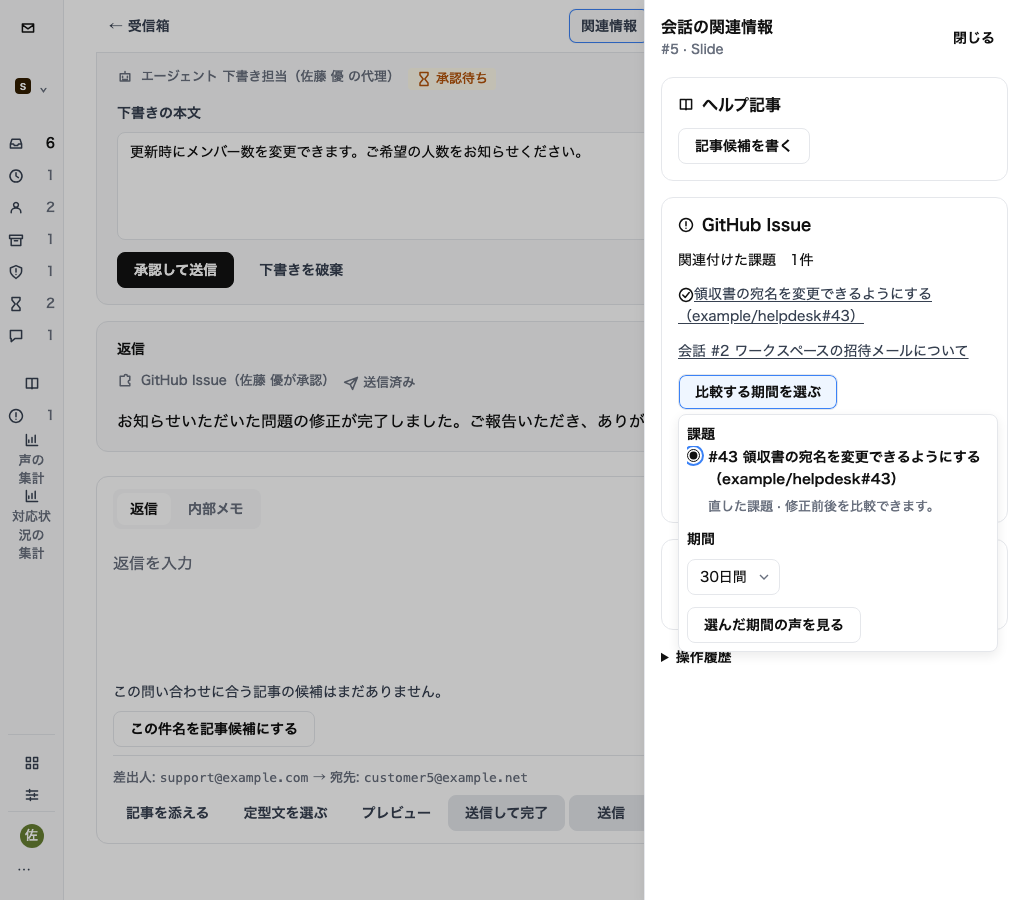 S
6
1
2
1
1
2
1
1
声の
集計
対応状
況の
集計
佐
…
← 受信箱
関連情報
エージェント 下書き担当（佐藤 優 の代理）
承認待ち
下書きの本文
更新時にメンバー数を変更できます。ご希望の人数をお知らせください。
承認して送信
下書きを破棄
返信
GitHub Issue（佐藤 優が承認）
送信済み
お知らせいただいた問題の修正が完了しました。ご報告いただき、ありが
返信
内部メモ
返信を入力
この問い合わせに合う記事の候補はまだありません。
この件名を記事候補にする
差出人: support@example.com → 宛先: customer5@example.net
記事を添える
定型文を選ぶ
プレビュー
送信して完了
送信
会話の関連情報
#5 · Slide
閉じる
ヘルプ記事
記事候補を書く
GitHub Issue
関連付けた課題　1件
領収書の宛名を変更できるようにする
（example/helpdesk#43）
会話 #2 ワークスペースの招待メールについて
比較する期間を選ぶ
課題
#43 領収書の宛名を変更できるようにする
（example/helpdesk#43）
直した課題 · 修正前後を比較できます。
期間
30日間
選んだ期間の声を見る
▶ 操作履歴